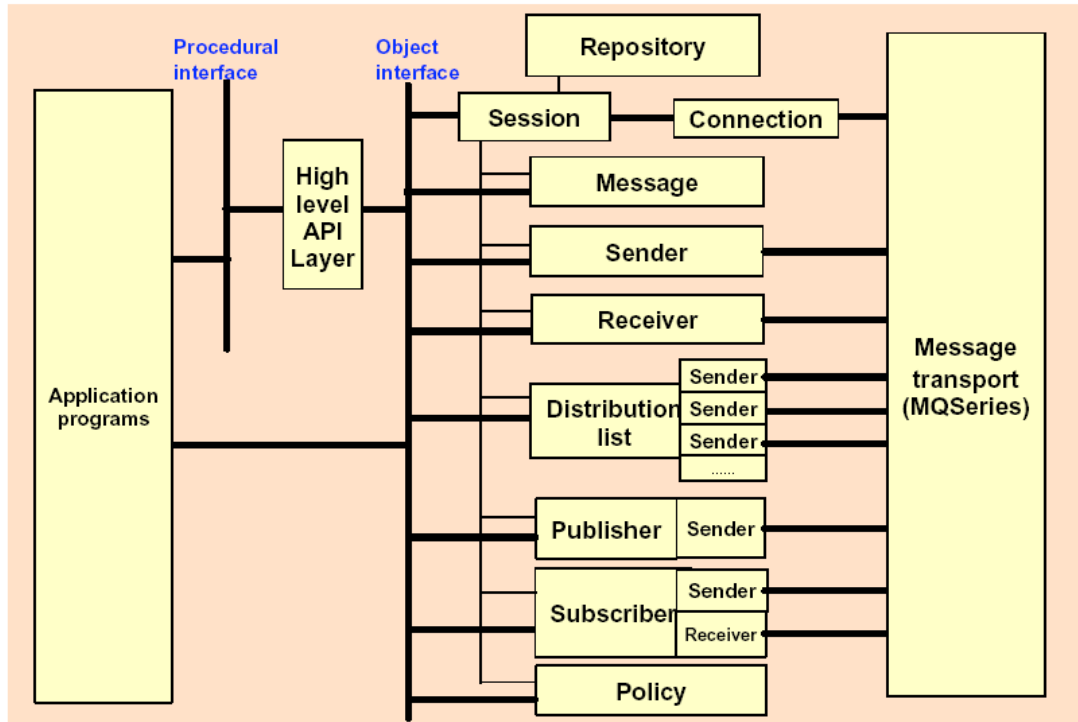 Procedural
interface
Object
interface
Repository
Session
Connection
High
level
API
Layer
Message
Sender
Receiver
Application
programs
Distribution
list
Sender
Sender
Sender
......
Publisher
Sender
Subscriber
Sender
Receiver
Policy
Message
transport
(MQSeries)